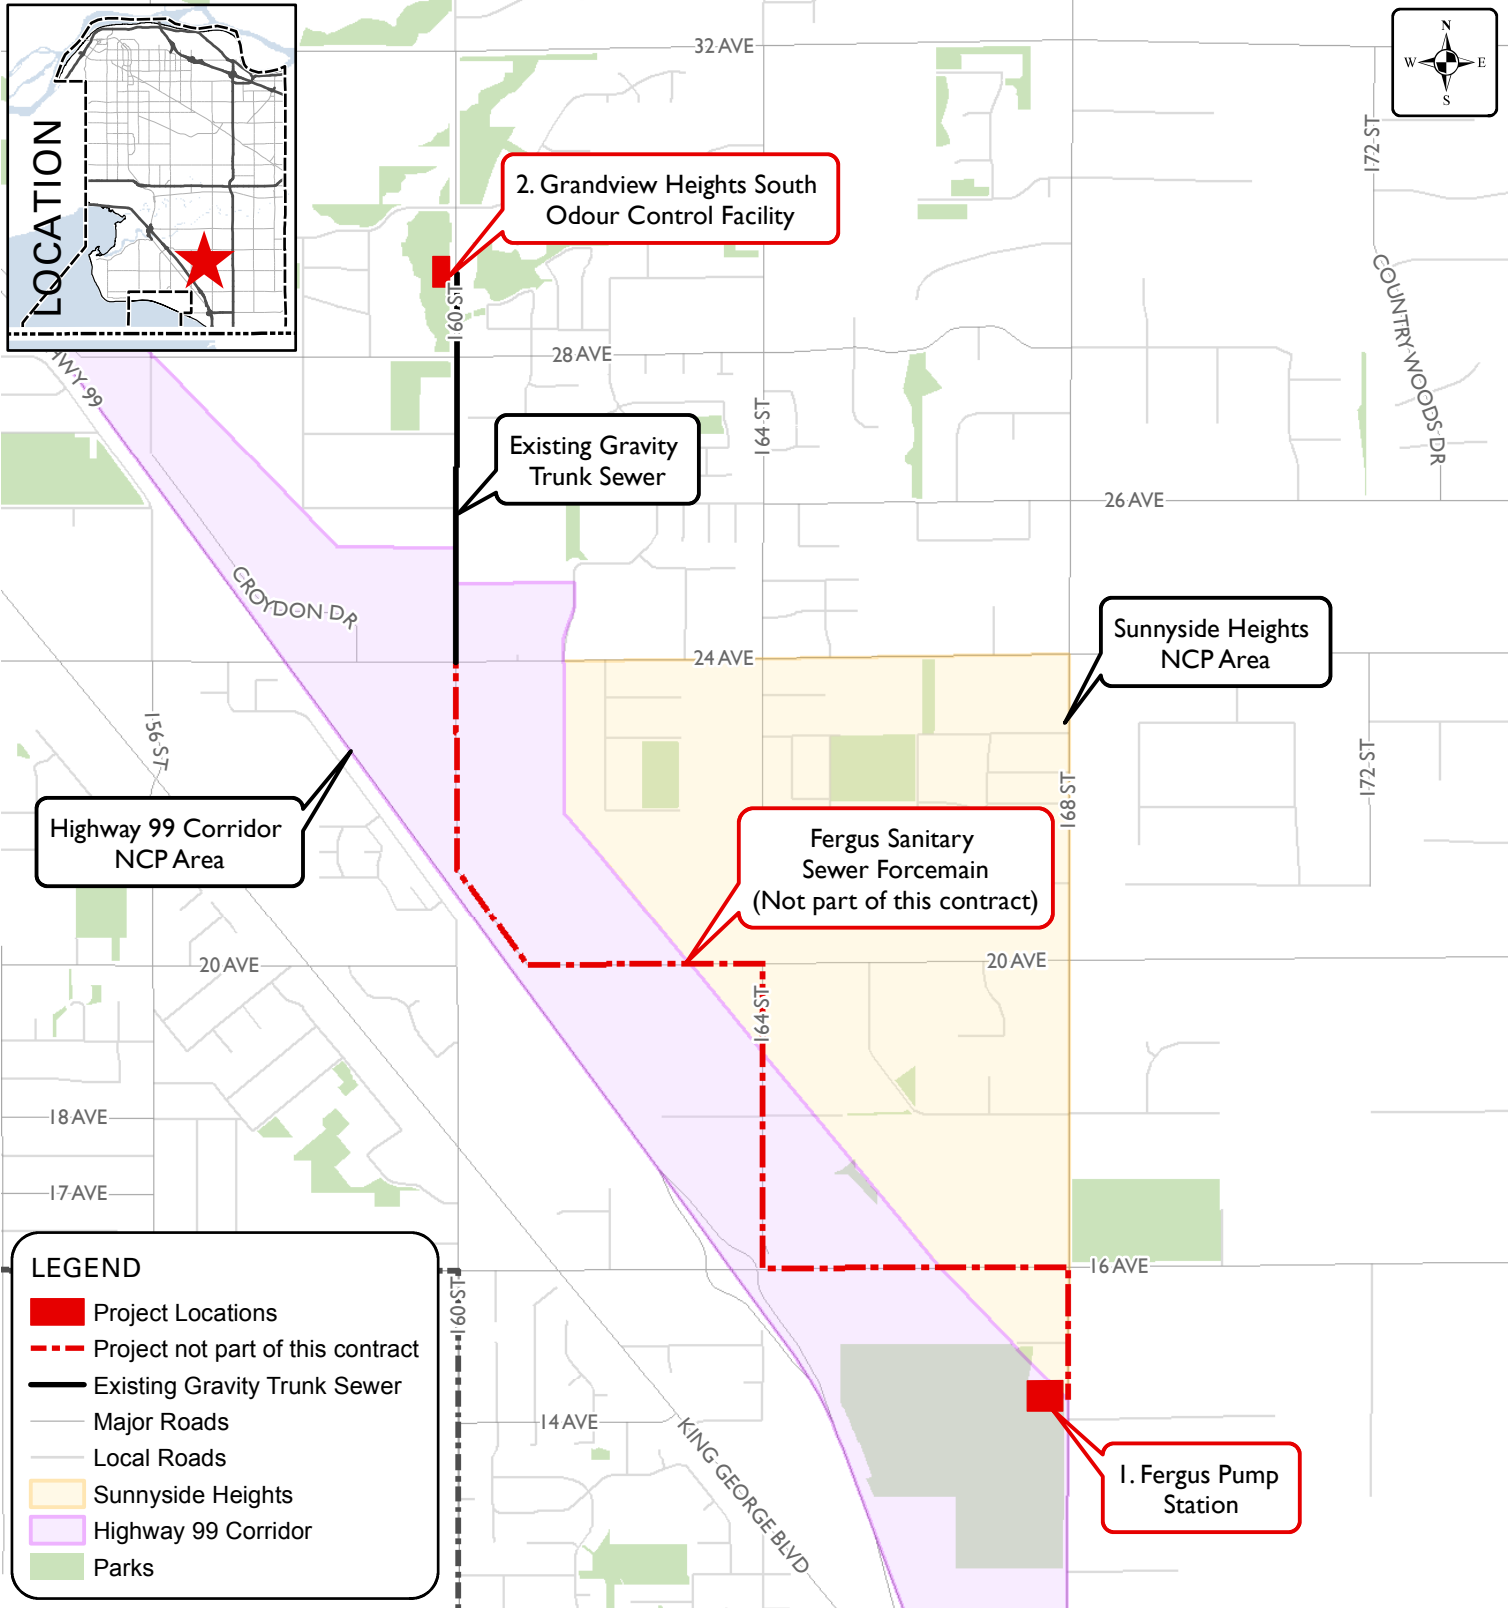 LOCATION
N
W
E
S
32 AVE
172 ST
2. Grandview Heights South
Odour Control Facility
160 ST
COUNTRY WOODS DR
HWY 99
28 AVE
164 ST
Existing Gravity
Trunk Sewer
26 AVE
CROYDON DR
Sunnyside Heights
NCP Area
24 AVE
156 ST
172 ST
168 ST
Highway 99 Corridor
NCP Area
Fergus Sanitary
Sewer Forcemain
(Not part of this contract)
20 AVE
20 AVE
164 ST
18 AVE
17 AVE
16 AVE
160 ST
14 AVE
KING GEORGE BLVD
1. Fergus Pump
Station
LEGEND
Project Locations
Project not part of this contract
Existing Gravity Trunk Sewer
Major Roads
Local Roads
Sunnyside Heights
Highway 99 Corridor
Parks